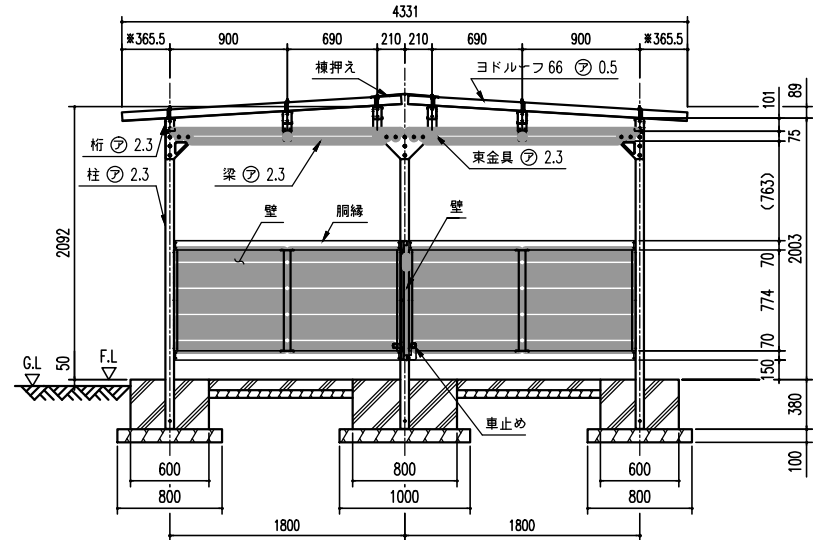 4331
※365.5 900 690 210 210 690 900 ※365.5
棟押え
ヨドルーフ66 ㋐ 0.5
101
89
75
桁 ㋐ 2.3
柱 ㋐ 2.3
梁 ㋐ 2.3
束金具 ㋐ 2.3
(763)
壁
胴縁
壁
2092
2003
70
774
70
150
G.L
F.L
50
380
100
車止め
600 800 600
800 1000 800
1800 1800